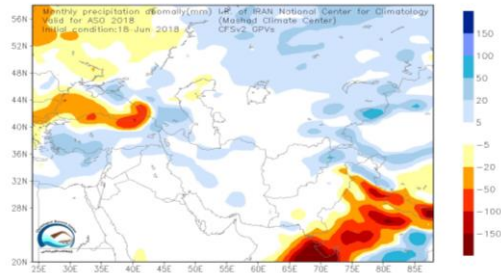 Monthly precipitation anomaly(mm) I.R. of IRAN National Center for Climatology
Valid for ASO 2018 (Mashad Climate Center)
Initial condition:18-Jun 2018 CFSv2 GPVs
56N
52N
48N
44N
40N
36N
32N
28N
20N
25E 30E 35E 40E 45E 50E 55E 60E 65E 70E 75E 80E 85E
150
100
50
20
5
-5
-20
-50
-100
-150